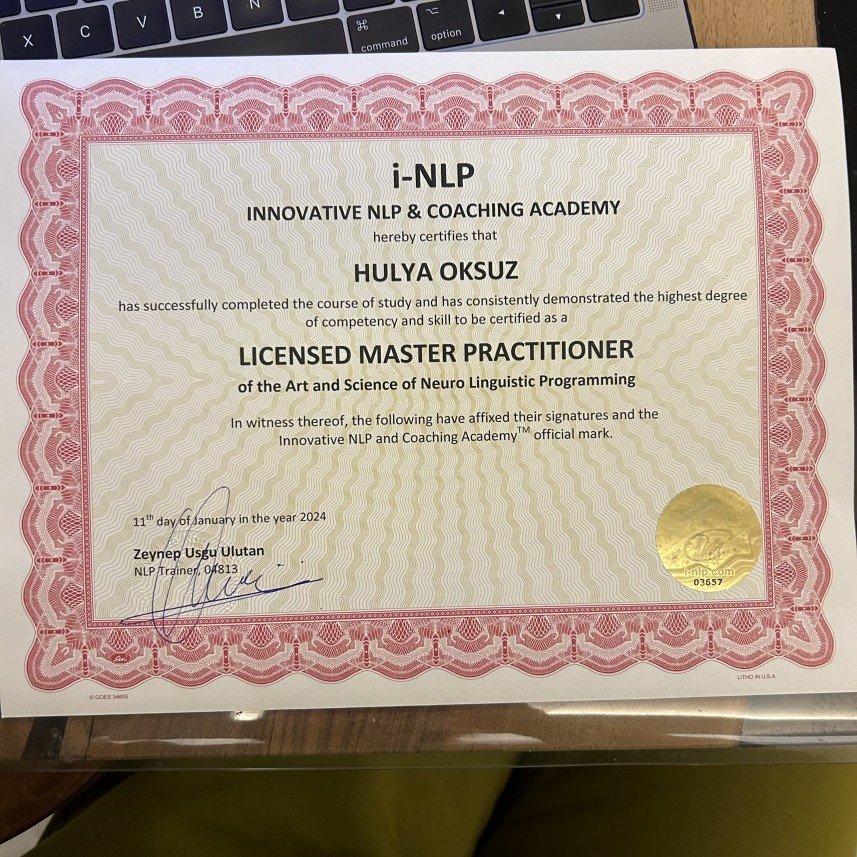 X C V B N ⌘ command ⌥ option ◄ ▼
i-NLP
INNOVATIVE NLP & COACHING ACADEMY
hereby certifies that
HULYA OKSUZ
has successfully completed the course of study and has consistently demonstrated the highest degree
of competency and skill to be certified as a
LICENSED MASTER PRACTITIONER
of the Art and Science of Neuro Linguistic Programming
In witness thereof, the following have affixed their signatures and the
Innovative NLP and Coaching Academy™ official mark.
11th day of January in the year 2024
Zeynep Usgu Ulutan
NLP Trainer, 04813
i-nlp.com
03657
© GOES 34805
LITHO IN U.S.A.